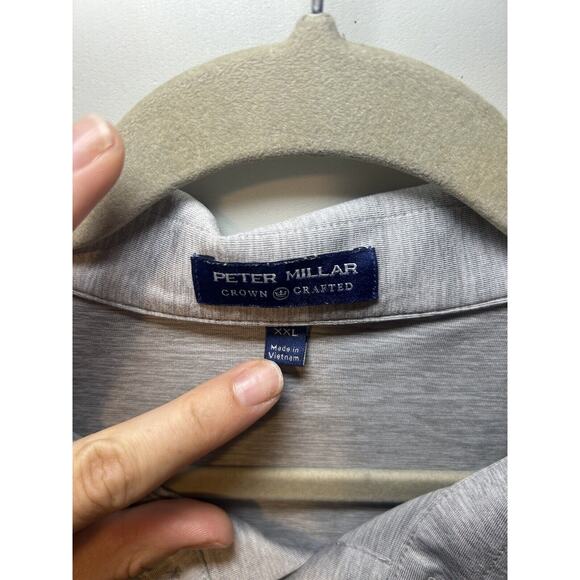 PETER MILLAR
CROWN CRAFTED
XXL
Made in
Vietnam